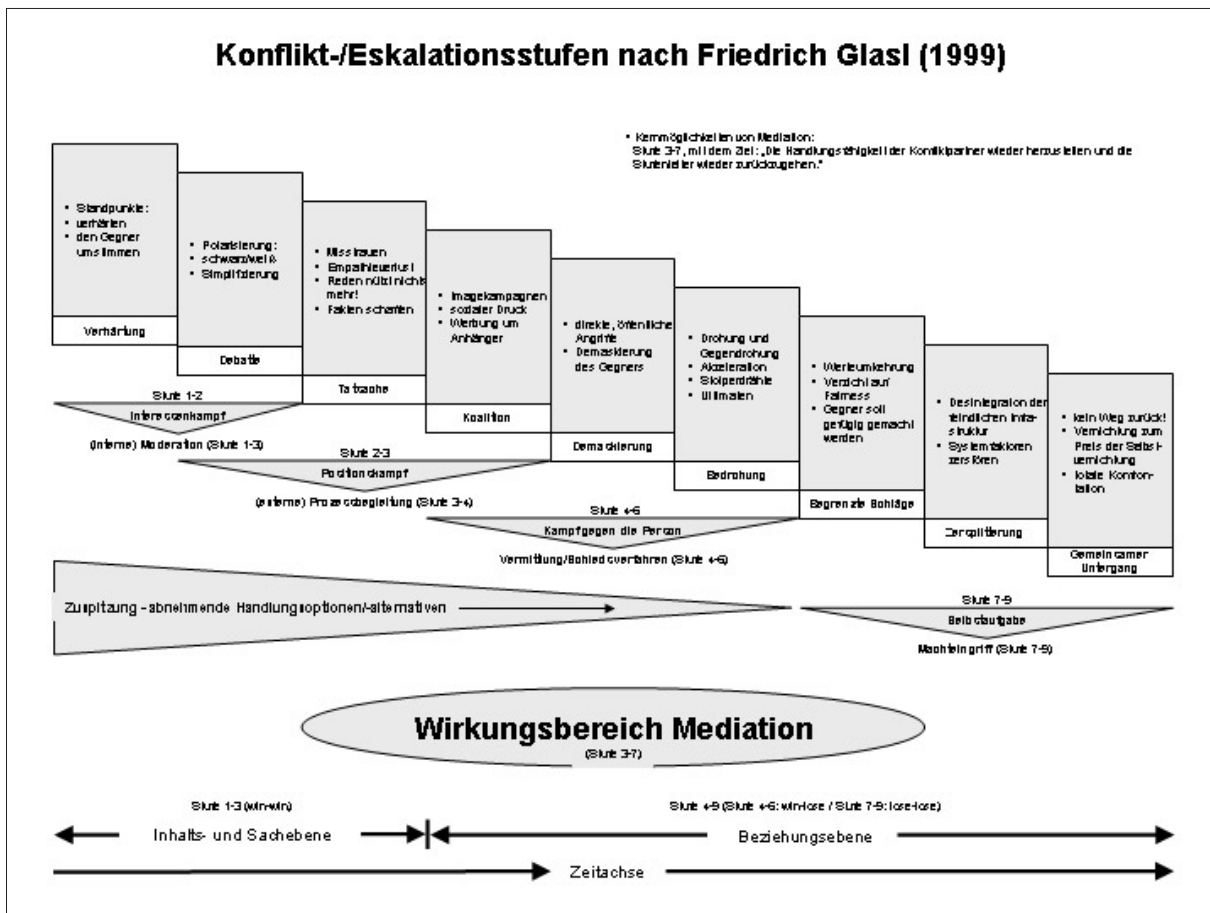 Konflikt-/Eskalationsstufen nach Friedrich Glasl (1999)
• Kernmöglichkeiten von Mediation:
Stufe 3-7, mit dem Ziel: „Die Handlungsfähigkeit der Konfliktpartner wieder herzustellen und die
Stufenleiter wieder zurückzugehen."
• Standpunkte:
• verhärten
• den Gegner
umstimmen
Verhärtung
• Polarisierung:
• schwarz/weiß
• Simplifizierung
Debatte
• Misstrauen
• Empathieverlust
• Reden nützt nichts
mehr!
• Fakten schaffen
Tatsache
• Imagekampagnen
• sozialer Druck
• Werbung um
Anhänger
Koalition
• direkte, öffentliche
Angriffe
• Demaskierung
des Gegners
Demaskierung
• Drohung und
Gegendrohung
• Akzeleration
• Stolperdrähte
• Ultimaten
Bedrohung
• Werteumkehrung
• Verzicht auf
Fairness
• Gegner soll
gefügig gemacht
werden
Begrenzte Schläge
• Desintegration der
feindlichen Infra-
struktur
• Systemfaktoren
zerstören
Zersplitterung
• kein Weg zurück!
• Vernichtung zum
Preis der Selbst-
vernichtung
• totale Konfron-
tation
Gemeinsamer
Untergang
Stufe 1-2
Interessenkampf
(interne) Moderation (Stufe 1-3)
Stufe 2-3
Positionskampf
(externe) Prozessbegleitung (Stufe 3-4)
Stufe 4-6
Kampf gegen die Person
Vermittlung/Schiedsverfahren (Stufe 4-6)
Zuspitzung - abnehmende Handlungsoptionen/-alternativen
Stufe 7-9
Selbstaufgabe
Machteingriff (Stufe 7-9)
Wirkungsbereich Mediation
(Stufe 3-7)
Stufe 1-3 (win-win)
Stufe 4-9 (Stufe 4-6: win-lose / Stufe 7-9: lose-lose)
Inhalts- und Sachebene
Beziehungsebene
Zeitachse